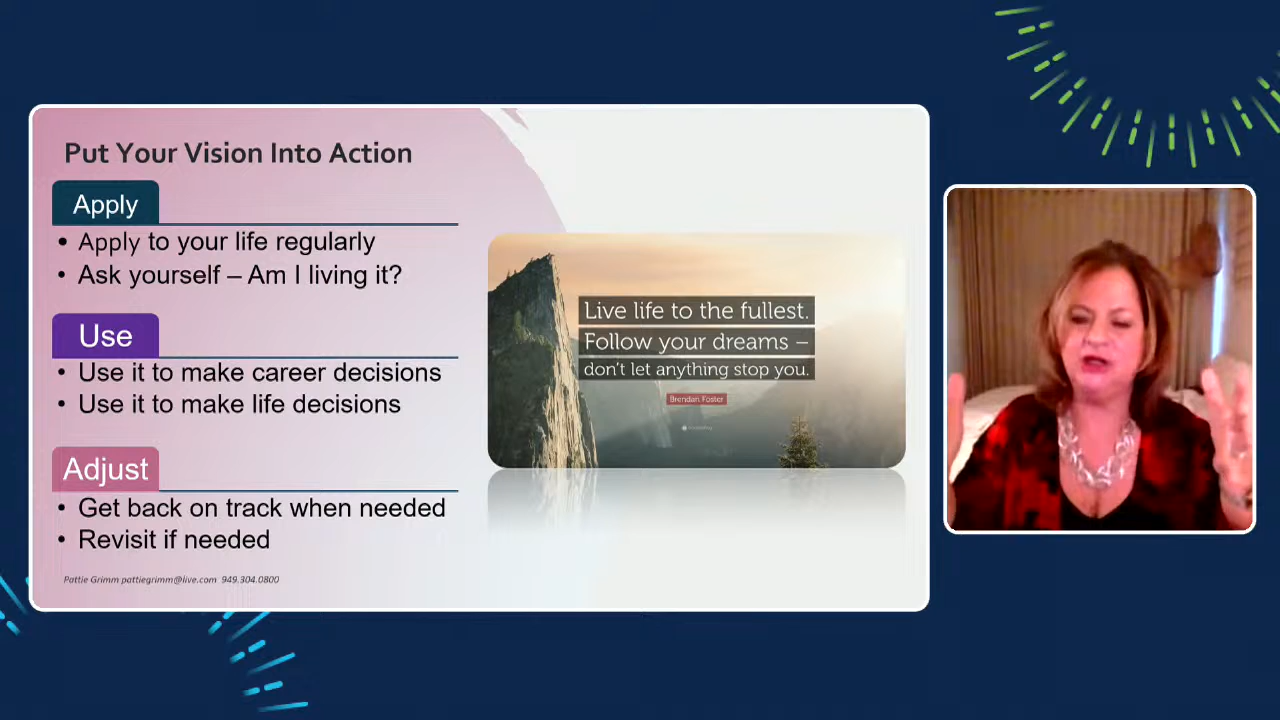 Put Your Vision Into Action
Apply
• Apply to your life regularly
• Ask yourself – Am I living it?
Use
• Use it to make career decisions
• Use it to make life decisions
Adjust
• Get back on track when needed
• Revisit if needed
Pattie Grimm pattiegrimm@live.com 949.304.0800
Live life to the fullest.
Follow your dreams –
don't let anything stop you.
Brendan Foster